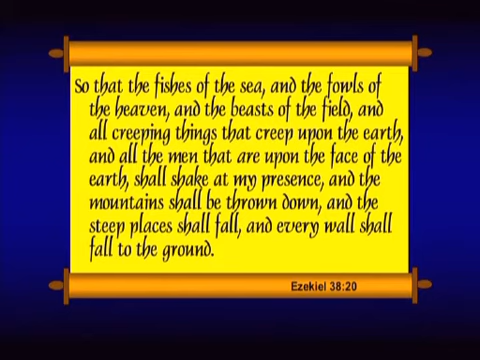 So that the fishes of the sea, and the fowls of
the heaven, and the beasts of the field, and
all creeping things that creep upon the earth,
and all the men that are upon the face of the
earth, shall shake at my presence, and the
mountains shall be thrown down, and the
steep places shall fall, and every wall shall
fall to the ground.
Ezekiel 38:20